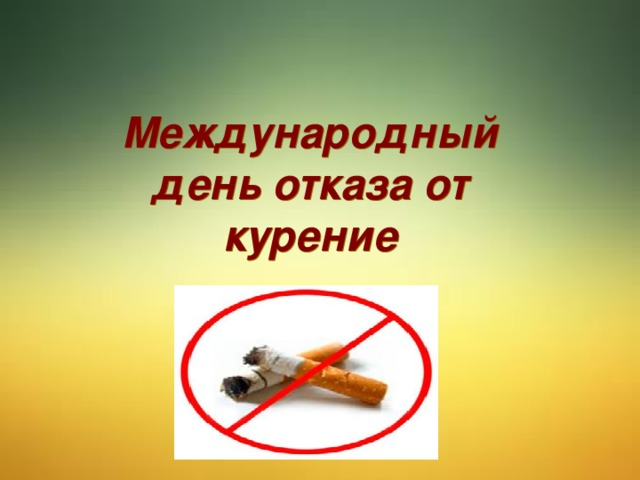 Международный
день отказа от
курение